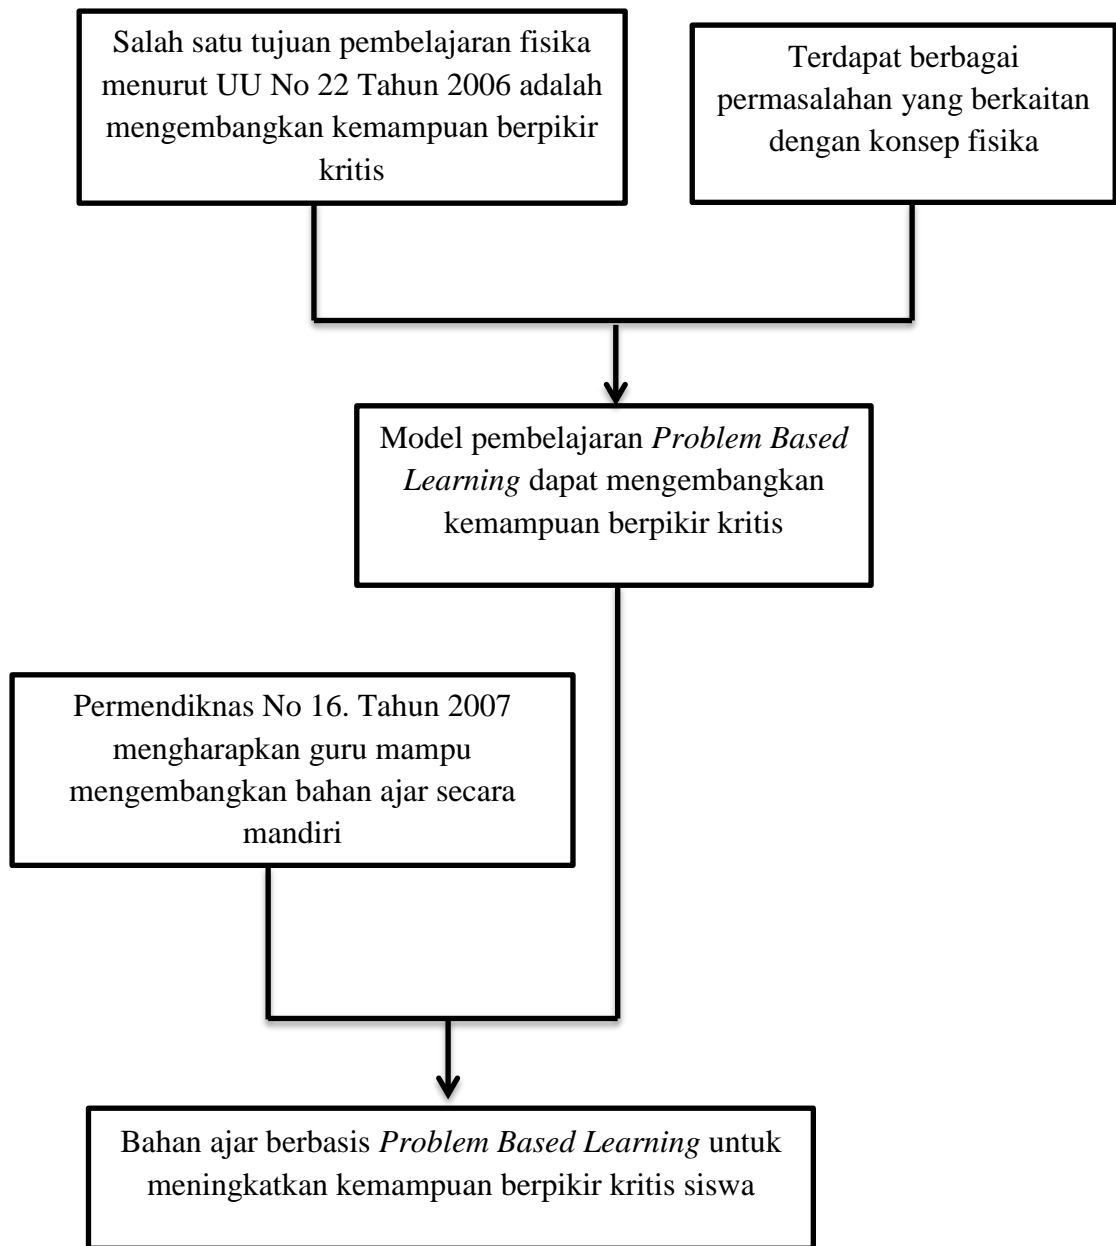 Salah satu tujuan pembelajaran fisika
menurut UU No 22 Tahun 2006 adalah
mengembangkan kemampuan berpikir
kritis
Terdapat berbagai
permasalahan yang berkaitan
dengan konsep fisika
Model pembelajaran Problem Based
Learning dapat mengembangkan
kemampuan berpikir kritis
Permendiknas No 16. Tahun 2007
mengharapkan guru mampu
mengembangkan bahan ajar secara
mandiri
Bahan ajar berbasis Problem Based Learning untuk
meningkatkan kemampuan berpikir kritis siswa